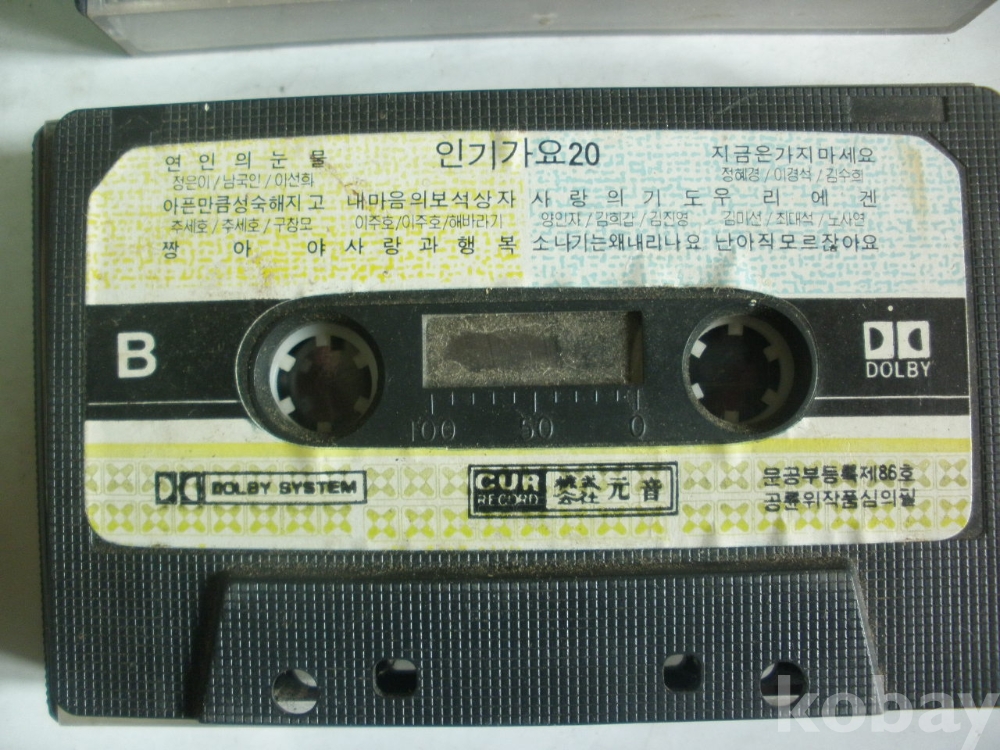 인기가요20
연인의눈물 지금은가지마세요
정은이/남국인/이선희 정혜경/이경석/김수희
아픈만큼성숙해지고 내마음의보석상자 사랑의기도 우리에겐
추세호/추세호/구창모 이주호/이주호/해바라기 양인자/김희갑/김진영 김미선/최대석/노사연
짱아야 사랑과행복 소나기는왜내리나요 난아직모르잖아요
B
DOLBY
100 50 0
DOLBY SYSTEM
CUR RECORD 株式会社 元音
문공부등록제86호
공륜위작품심의필
kobay